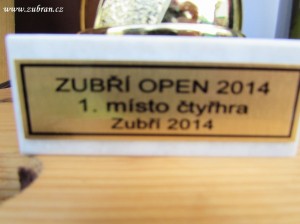 www.zubran.cz
ZUBŘÍ OPEN 2014
1. místo čtyřhra
Zubří 2014